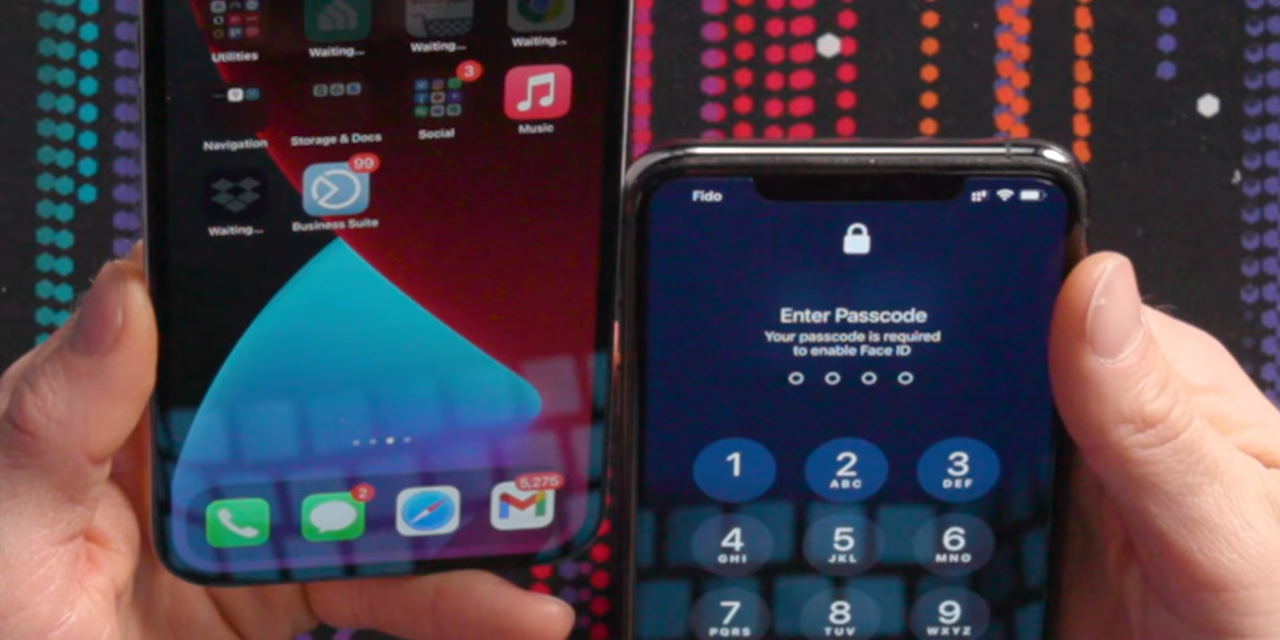 Utilities
Waiting...
Waiting...
Waiting...
Navigation
Storage & Docs
Social
3
Music
Waiting...
Business Suite
99
2
5,275
Fido
Enter Passcode
Your passcode is required
to enable Face ID
1
2
ABC
3
DEF
4
GHI
5
JKL
6
MNO
7
PQRS
8
TUV
9
WXYZ